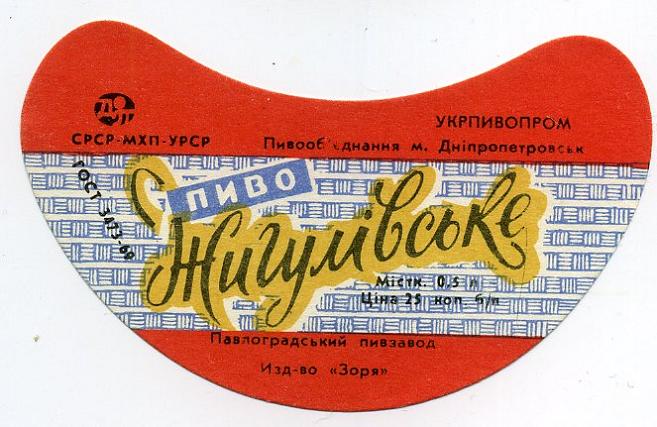 УКРПИВОПРОМ
СРСР-МХП-УРСР
Пивооб'єднання м. Дніпропетровськ
ГОСТ-3473-69
ПИВО
Жигулівське
Містк. 0,5 л
Ціна 25 коп б/п
Павлоградський пивзавод
Изд-во «Зоря»